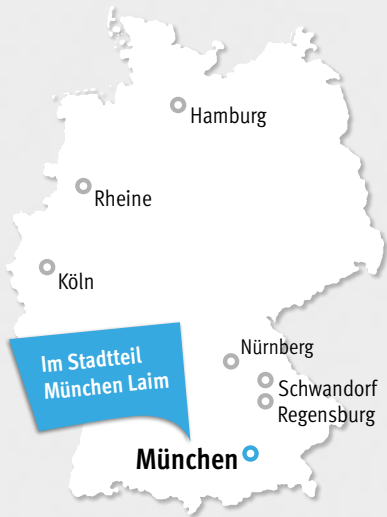 Hamburg
Rheine
Köln
Im Stadtteil
München Laim
Nürnberg
Schwandorf
Regensburg
München